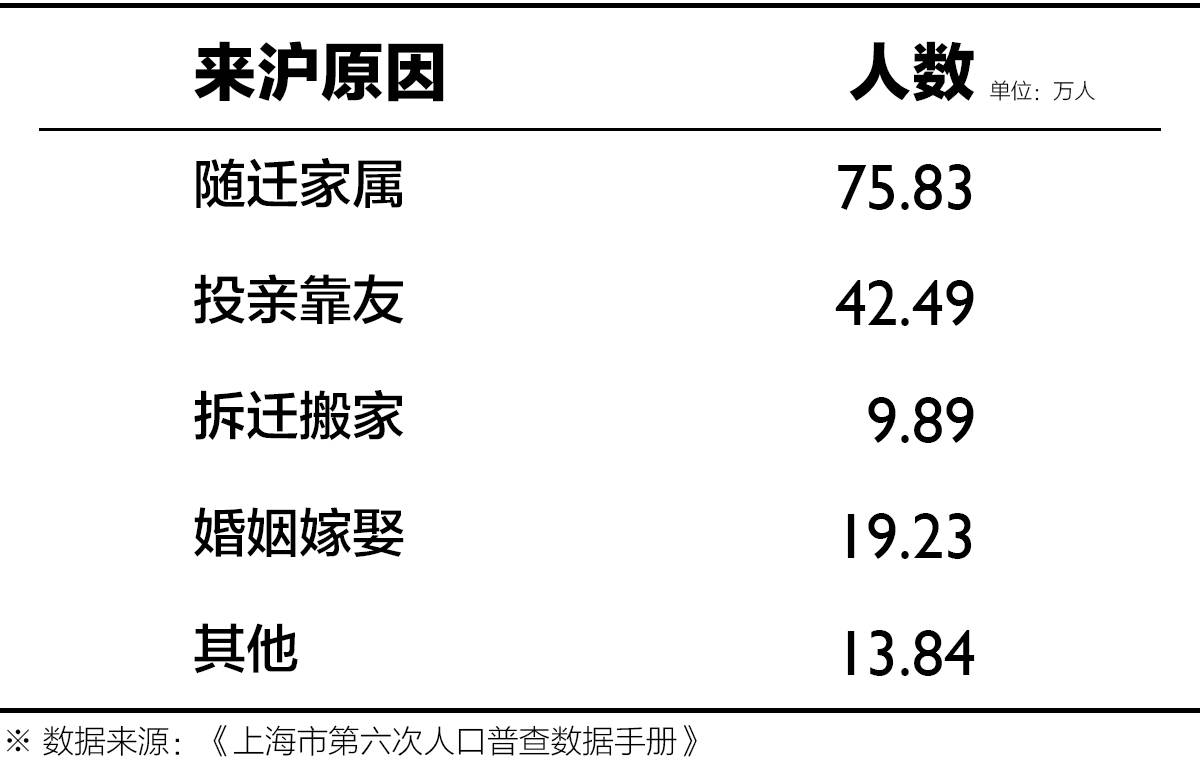 来沪原因 人数 单位：万人
随迁家属 75.83
投亲靠友 42.49
拆迁搬家 9.89
婚姻嫁娶 19.23
其他 13.84
※ 数据来源：《上海市第六次人口普查数据手册》